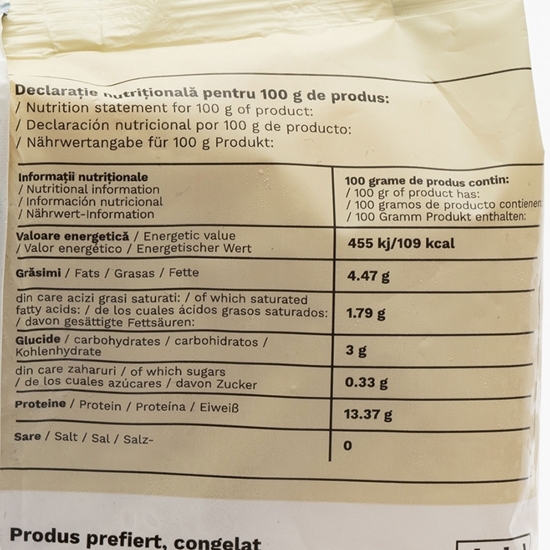 Declarație nutrițională pentru 100 g de produs:
/ Nutrition statement for 100 g of product:
/ Declaración nutricional por 100 g de producto:
/ Nährwertangabe für 100 g Produkt:
Informații nutriționale
/ Nutritional information
/ Información nutricional
/ Nährwert-Information
100 grame de produs contin:
/ 100 gr of product has:
/ 100 gramos de producto contienen:
/ 100 Gramm Produkt enthalten:
Valoare energetică / Energetic value
/ Valor energético / Energetischer Wert
455 kj/109 kcal
Grăsimi / Fats / Grasas / Fette
4.47 g
din care acizi grasi saturati: / of which saturated
fatty acids: / de los cuales ácidos grasos saturados:
/ davon gesättigte Fettsäuren:
1.79 g
Glucide / carbohydrates / carbohidratos /
Kohlenhydrate
3 g
din care zaharuri / of which sugars
/ de los cuales azúcares / davon Zucker
0.33 g
Proteine / Protein / Proteína / Eiweiß
13.37 g
Sare / Salt / Sal / Salz-
0
Produs prefiert, congelat